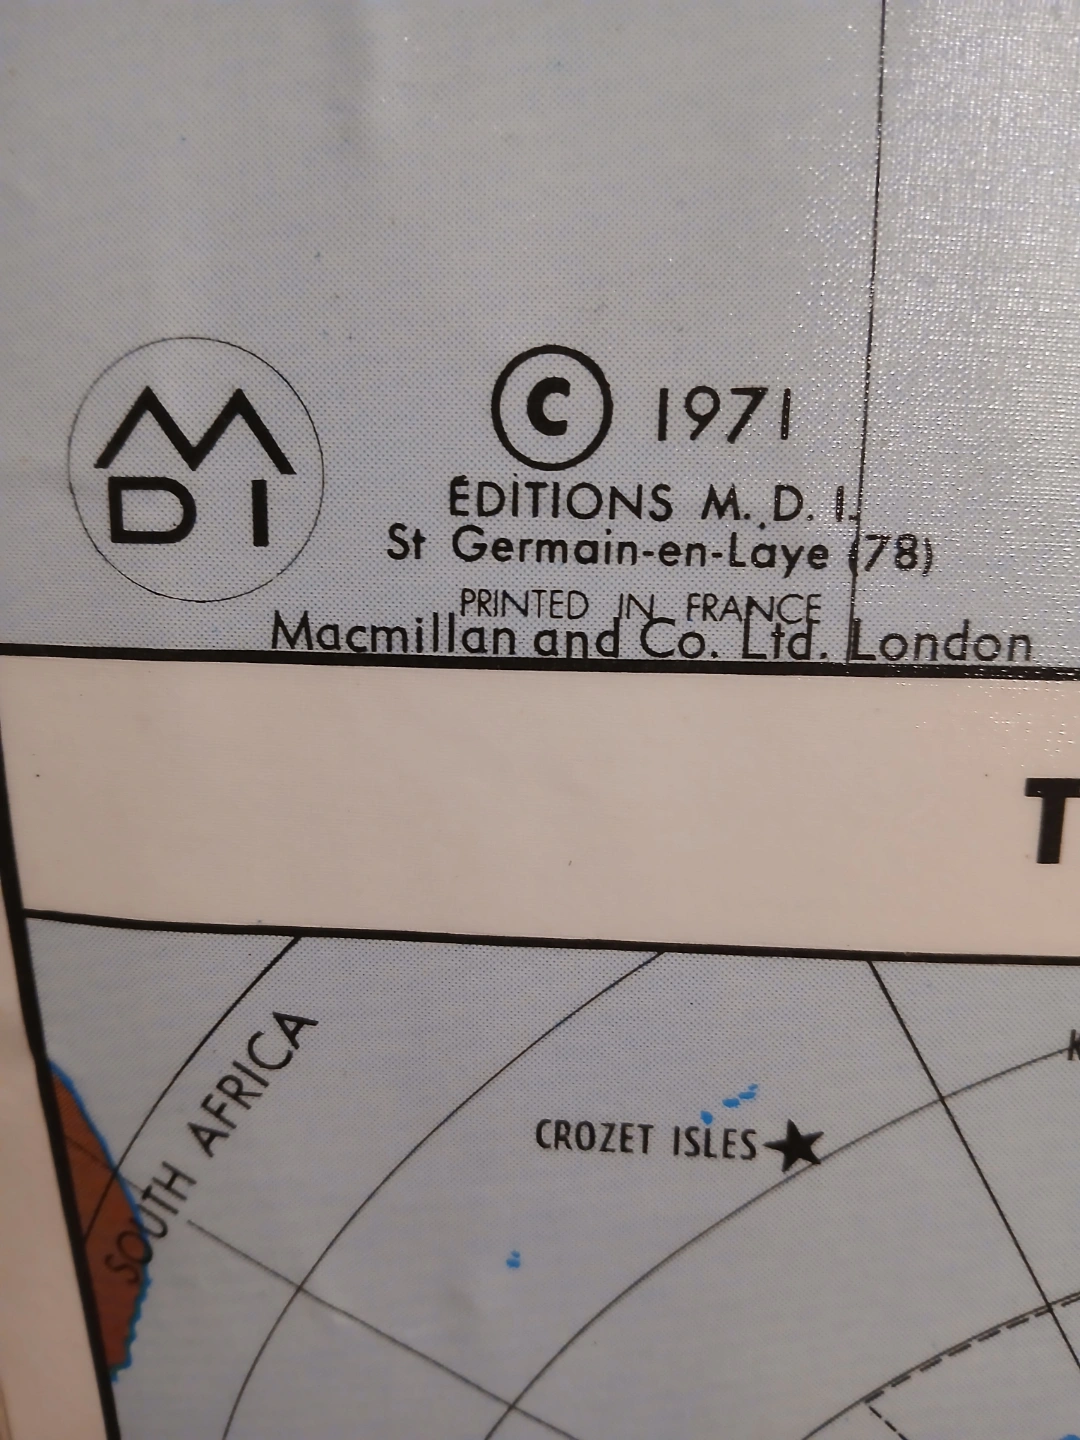 MDI
© 1971
ÉDITIONS M. D. I.
St Germain-en-Laye (78)
PRINTED IN FRANCE
Macmillan and Co. Ltd. London
T
K
SOUTH AFRICA
CROZET ISLES